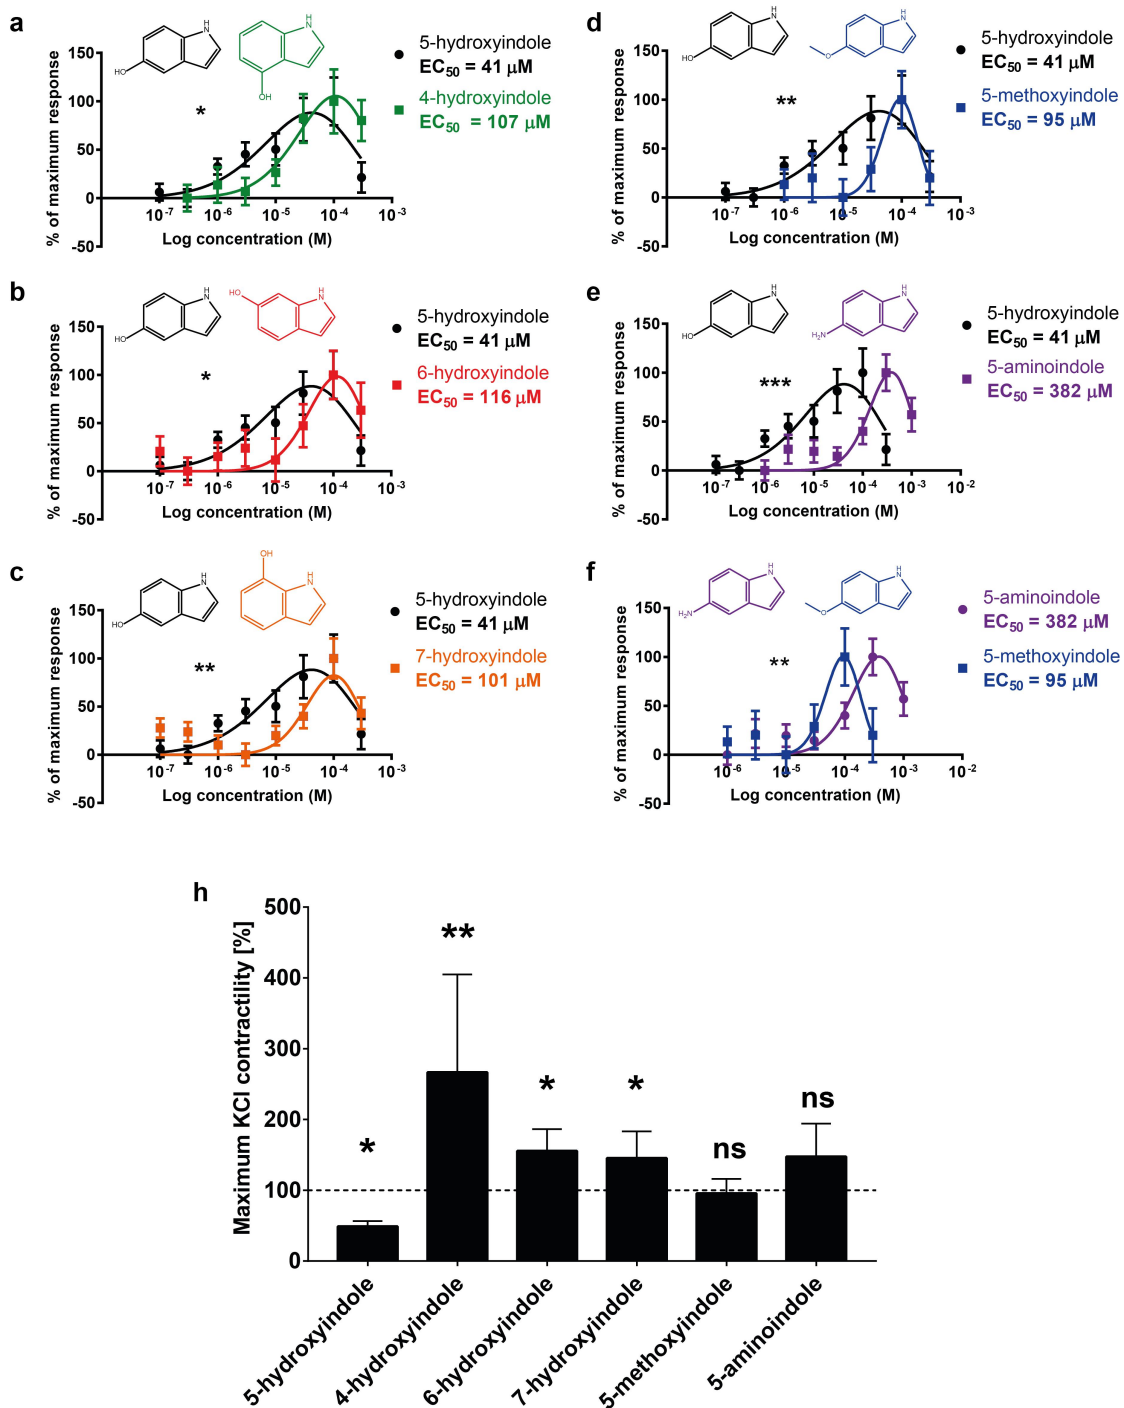 a
HO
H
N
H
N
OH
5-hydroxyindole
EC50 = 41 µM
4-hydroxyindole
EC50 = 107 µM
*
% of maximum response
150
100
50
0
-50
10-7
10-6
10-5
10-4
10-3
Log concentration (M)
b
HO
H
N
HO
H
N
5-hydroxyindole
EC50 = 41 µM
6-hydroxyindole
EC50 = 116 µM
*
% of maximum response
150
100
50
0
-50
10-7
10-6
10-5
10-4
10-3
Log concentration (M)
c
HO
H
N
OH
H
N
5-hydroxyindole
EC50 = 41 µM
7-hydroxyindole
EC50 = 101 µM
**
% of maximum response
150
100
50
0
-50
10-7
10-6
10-5
10-4
10-3
Log concentration (M)
d
HO
H
N
O
H
N
5-hydroxyindole
EC50 = 41 µM
5-methoxyindole
EC50 = 95 µM
**
% of maximum response
150
100
50
0
-50
10-7
10-6
10-5
10-4
10-3
Log concentration (M)
e
HO
H
N
H2N
H
N
5-hydroxyindole
EC50 = 41 µM
5-aminoindole
EC50 = 382 µM
***
% of maximum response
150
100
50
0
-50
10-7
10-6
10-5
10-4
10-3
10-2
Log concentration (M)
f
H2N
H
N
O
H
N
5-aminoindole
EC50 = 382 µM
5-methoxyindole
EC50 = 95 µM
**
% of maximum response
150
100
50
0
-50
10-6
10-5
10-4
10-3
10-2
Log concentration (M)
h
Maximum KCl contractility [%]
500
400
300
200
100
0
*
**
*
*
ns
ns
5-hydroxyindole
4-hydroxyindole
6-hydroxyindole
7-hydroxyindole
5-methoxyindole
5-aminoindole